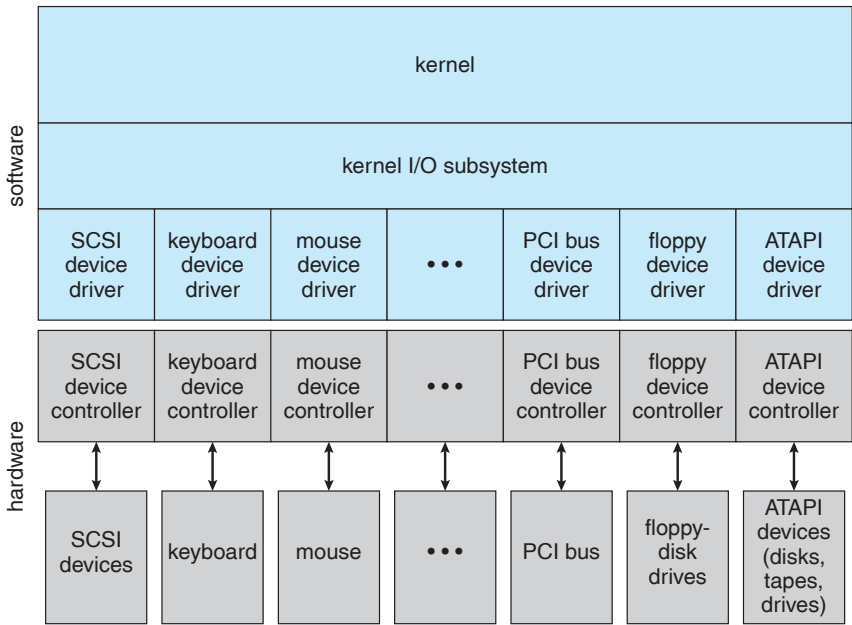 software
kernel
kernel I/O subsystem
SCSI
device
driver
keyboard
device
driver
mouse
device
driver
•••
PCI bus
device
driver
floppy
device
driver
ATAPI
device
driver
hardware
SCSI
device
controller
keyboard
device
controller
mouse
device
controller
•••
PCI bus
device
controller
floppy
device
controller
ATAPI
device
controller
SCSI
devices
keyboard
mouse
•••
PCI bus
floppy-
disk
drives
ATAPI
devices
(disks,
tapes,
drives)